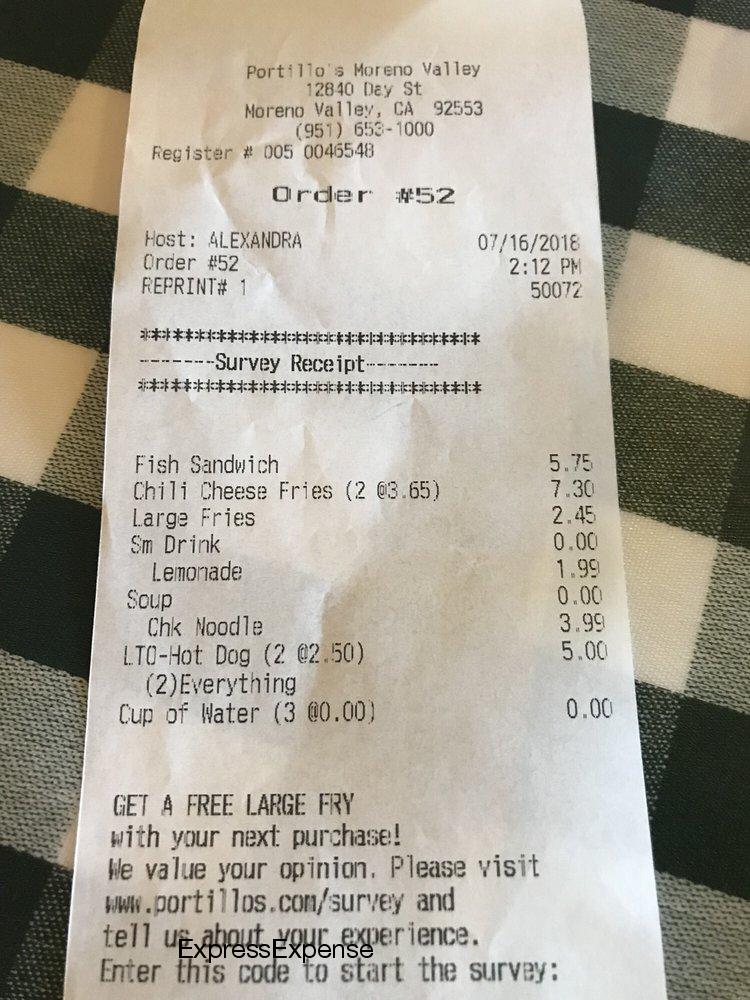 Portillo's Moreno Valley
12840 Day St
Moreno Valley, CA 92553
(951) 653-1000
Register # 005 0046548
Order #52
Host: ALEXANDRA 07/16/2018
Order #52 2:12 PM
REPRINT# 1 50072
********************************
-------Survey Receipt-------
********************************
Fish Sandwich 5.75
Chili Cheese Fries (2 @3.65) 7.30
Large Fries 2.45
Sm Drink 0.00
Lemonade 1.99
Soup 0.00
Chk Noodle 3.99
LTO-Hot Dog (2 @2.50) 5.00
(2)Everything
Cup of Water (3 @0.00) 0.00
GET A FREE LARGE FRY
with your next purchase!
We value your opinion. Please visit
www.portillos.com/survey and
tell us about your experience.
ExpressExpense
Enter this code to start the survey: